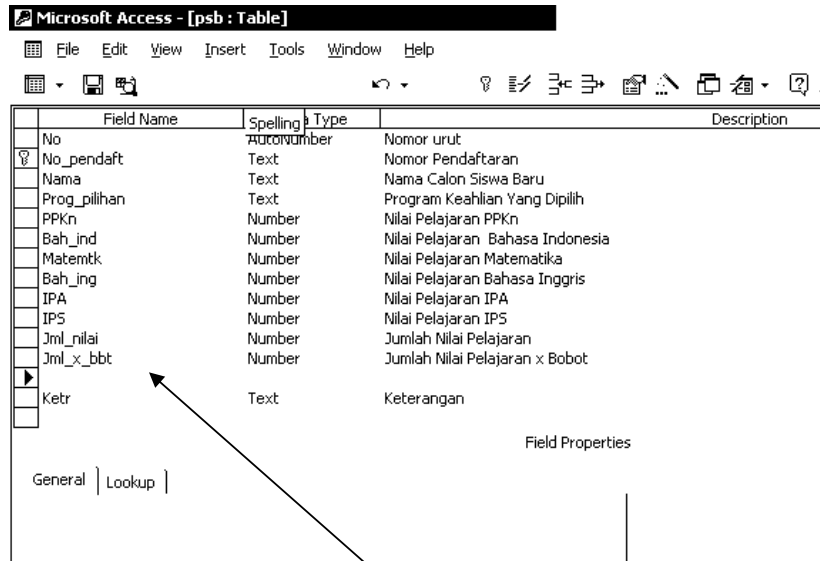 Microsoft Access - [psb : Table]
File Edit View Insert Tools Window Help
Field Name Spelling Type Description
No AutoNumber Nomor urut
No_pendaft Text Nomor Pendaftaran
Nama Text Nama Calon Siswa Baru
Prog_pilihan Text Program Keahlian Yang Dipilih
PPKn Number Nilai Pelajaran PPKn
Bah_ind Number Nilai Pelajaran Bahasa Indonesia
Matemtk Number Nilai Pelajaran Matematika
Bah_ing Number Nilai Pelajaran Bahasa Inggris
IPA Number Nilai Pelajaran IPA
IPS Number Nilai Pelajaran IPS
Jml_nilai Number Jumlah Nilai Pelajaran
Jml_x_bbt Number Jumlah Nilai Pelajaran x Bobot
Ketr Text Keterangan
Field Properties
General Lookup